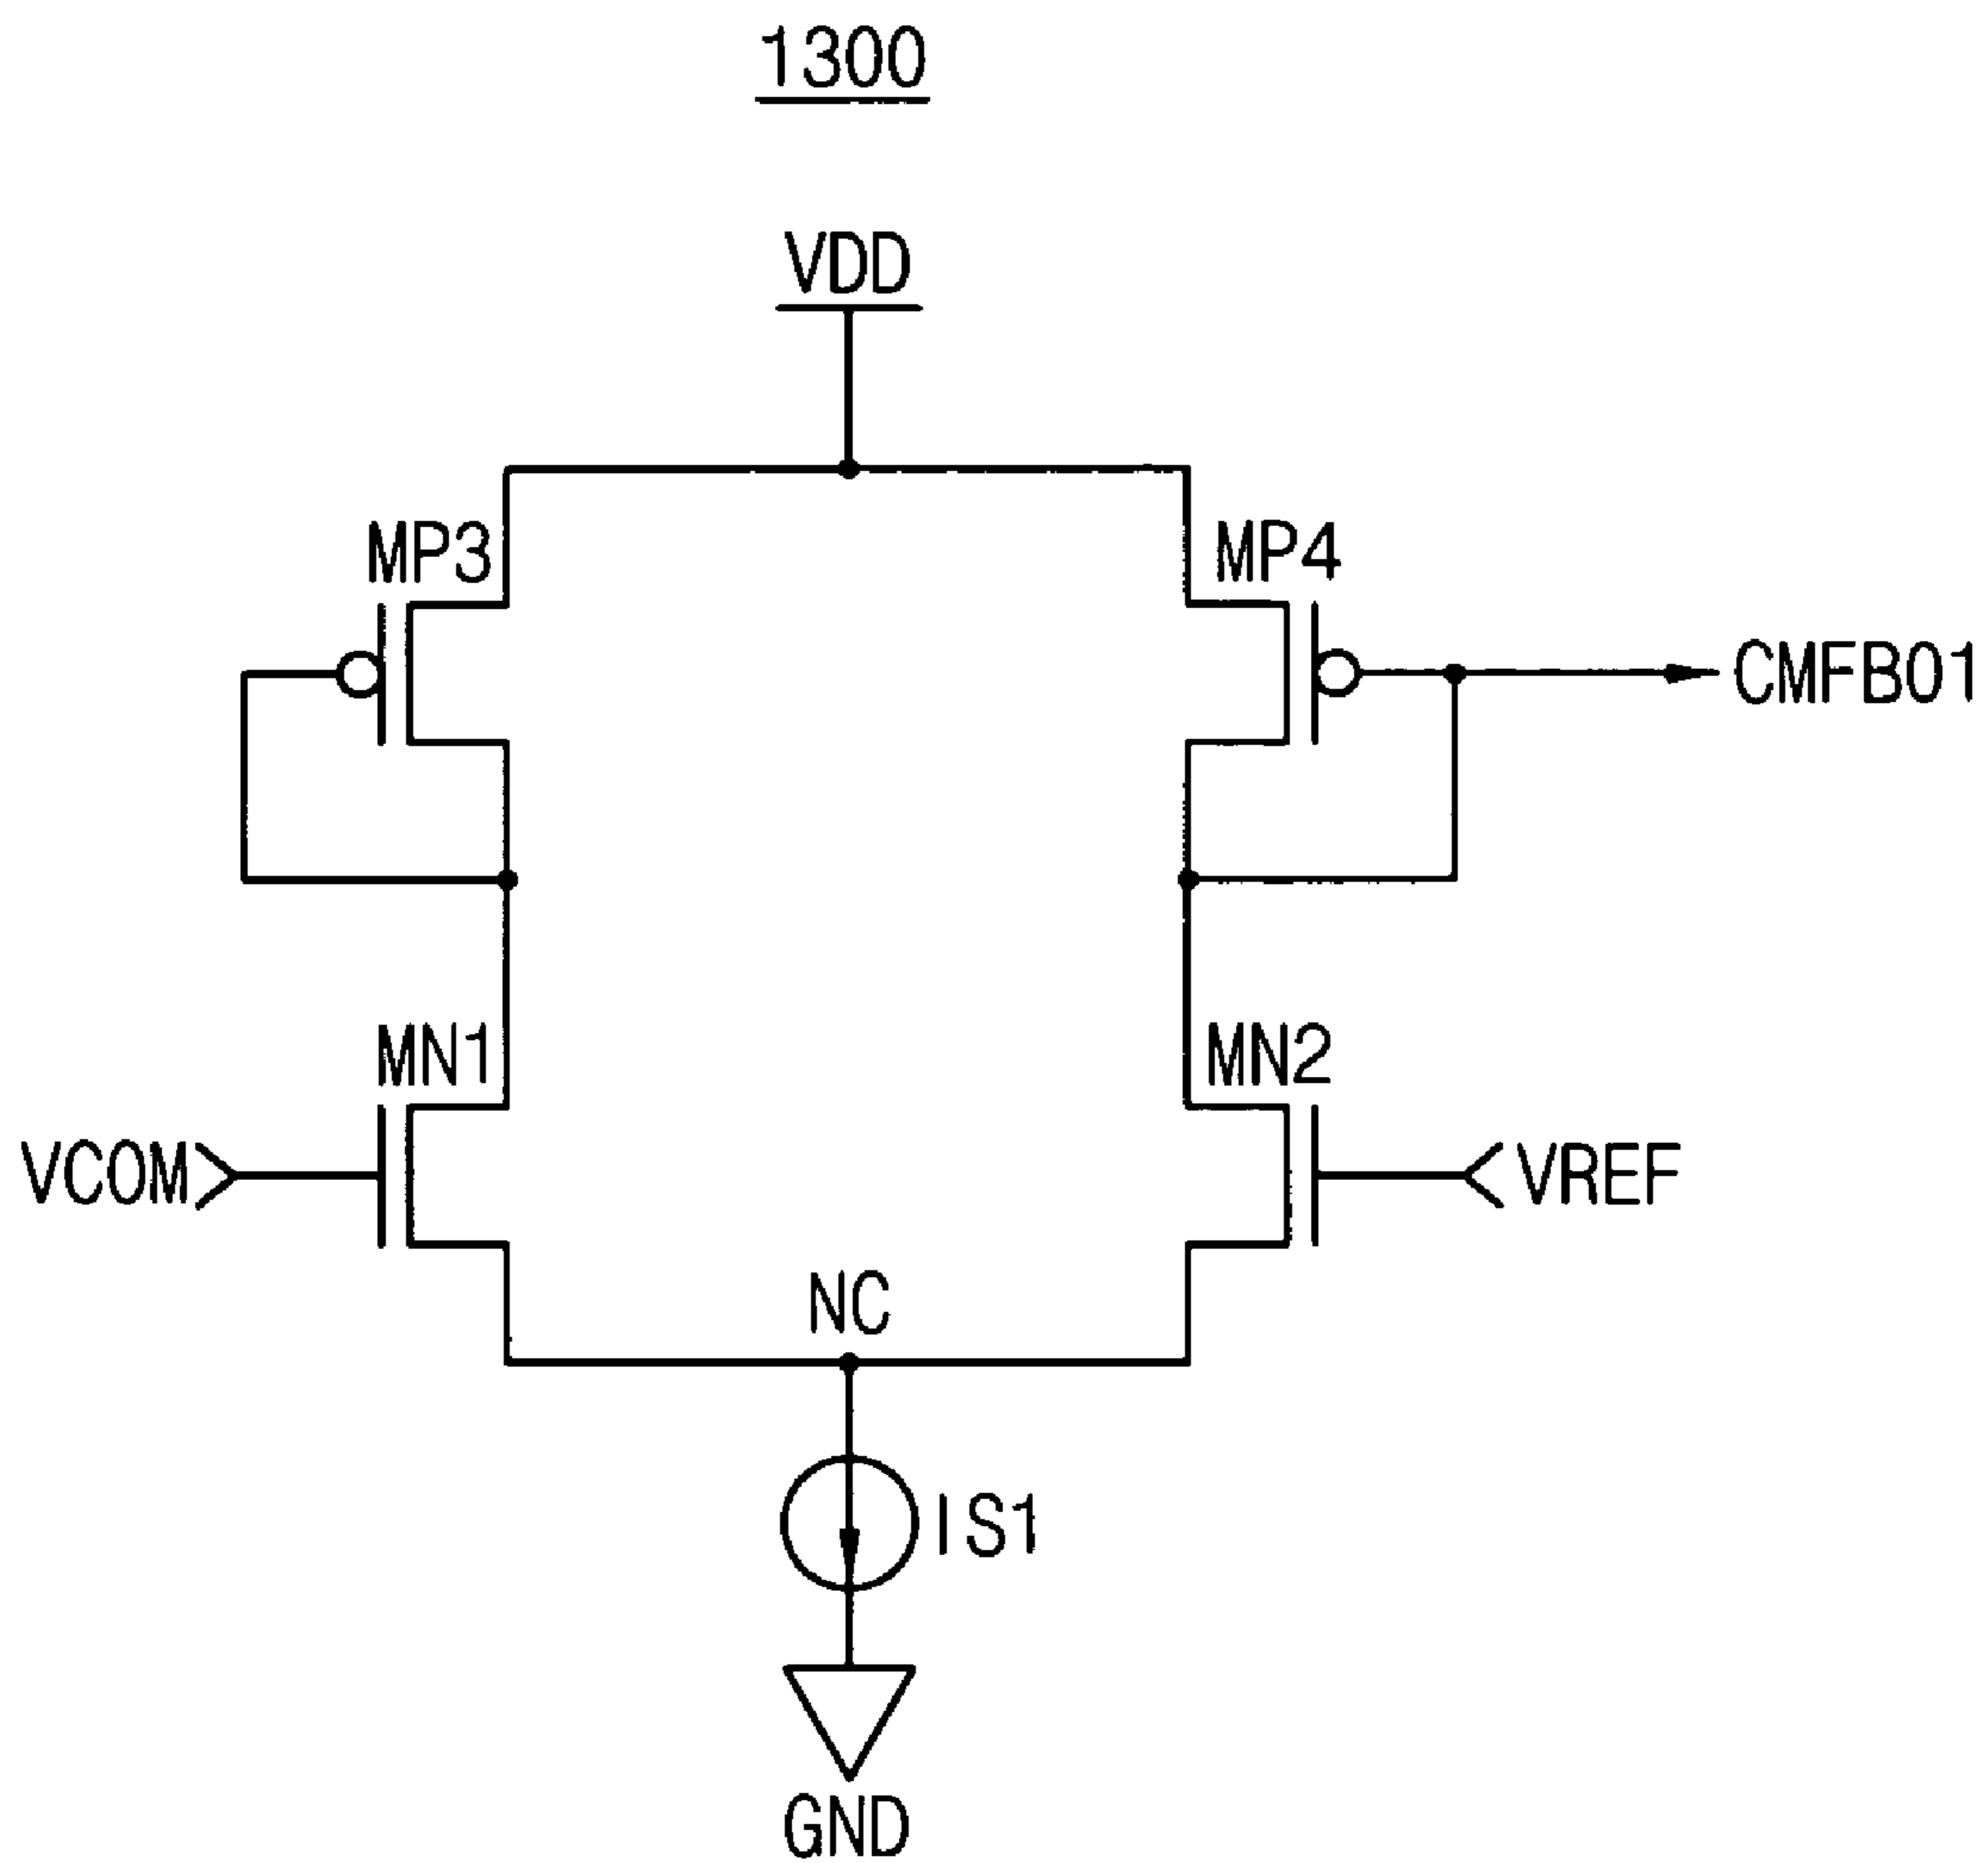 1300
VDD
MP3
MP4
CMFB01
MN1
MN2
VCOM
VREF
NC
IS1
GND